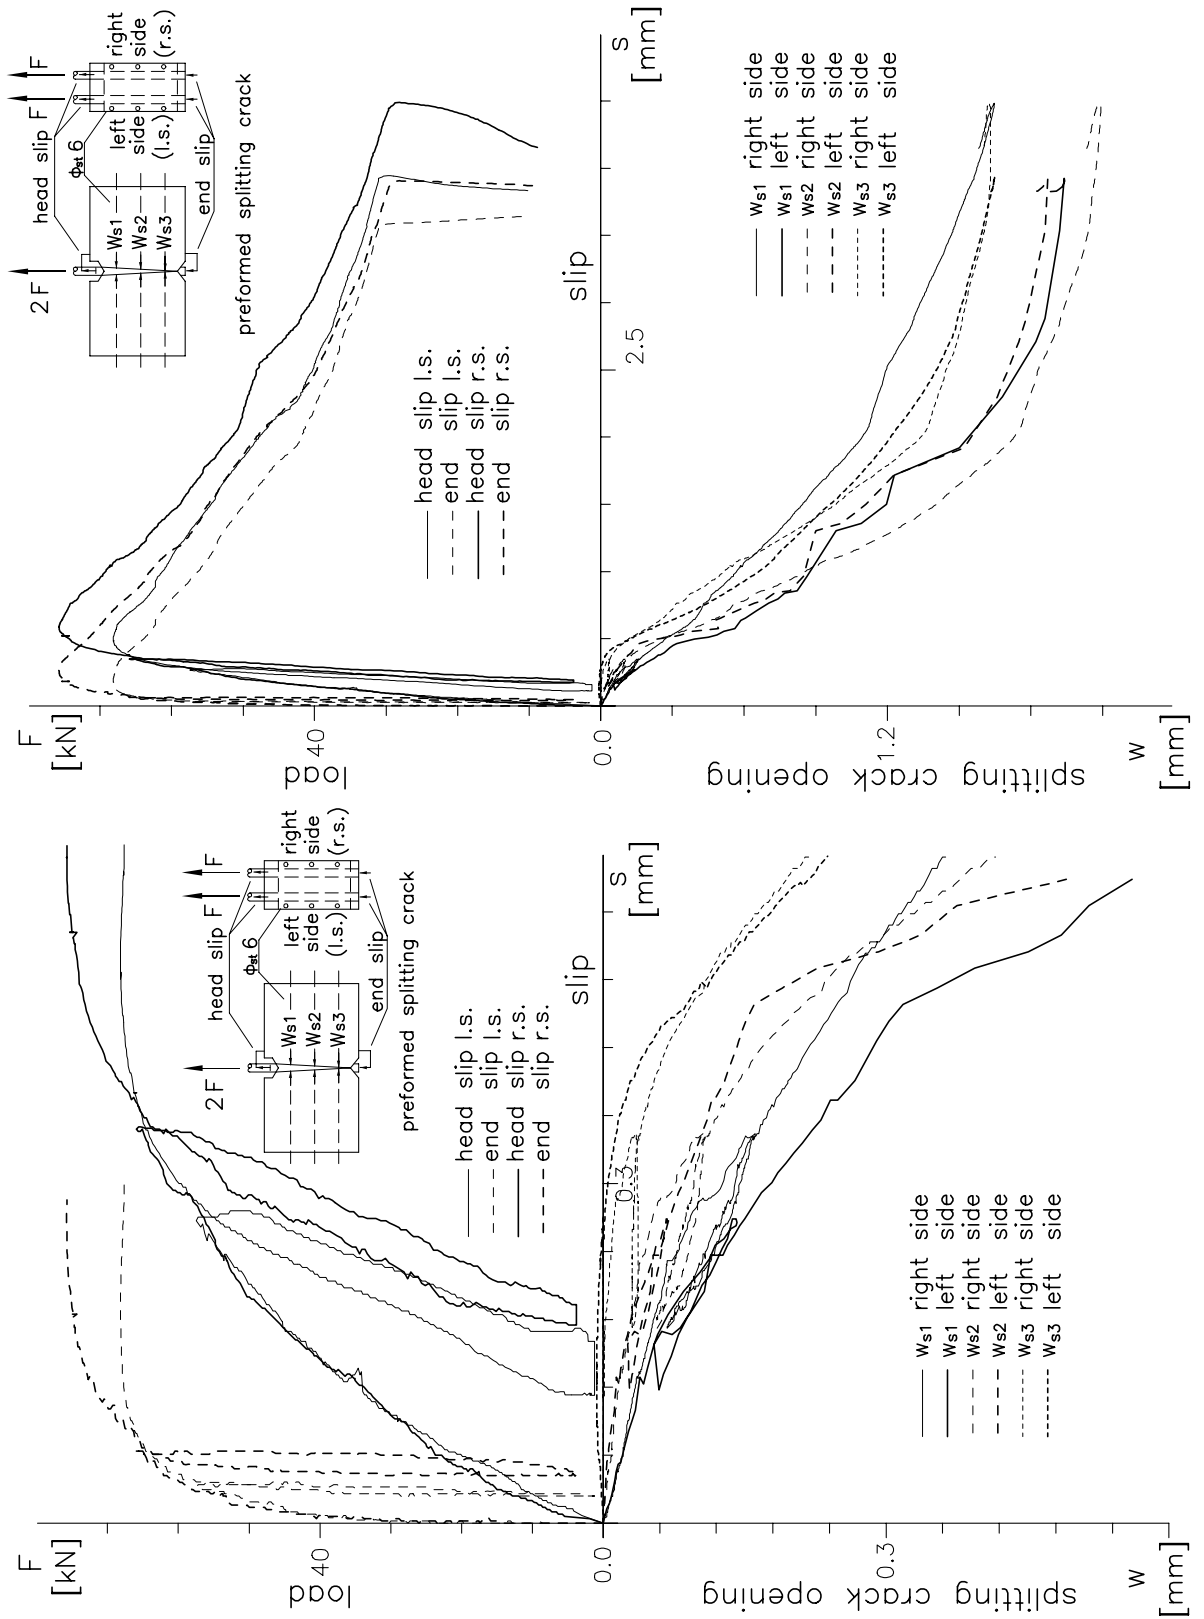 F
[kN]
load
40
0.0
0.3
splitting crack opening
w
[mm]
0.3
slip
s
[mm]
2F
head slip F
F
Φst 6
Ws1
Ws2
Ws3
left
side
(l.s.)
right
side
(r.s.)
end slip
preformed splitting crack
head slip l.s.
end slip l.s.
head slip r.s.
end slip r.s.
Ws1 right side
Ws1 left side
Ws2 right side
Ws2 left side
Ws3 right side
Ws3 left side
F
[kN]
load
40
0.0
1.2
splitting crack opening
w
[mm]
2.5
slip
s
[mm]
2F
head slip F
F
Φst 6
Ws1
Ws2
Ws3
left
side
(l.s.)
right
side
(r.s.)
end slip
preformed splitting crack
head slip l.s.
end slip l.s.
head slip r.s.
end slip r.s.
Ws1 right side
Ws1 left side
Ws2 right side
Ws2 left side
Ws3 right side
Ws3 left side